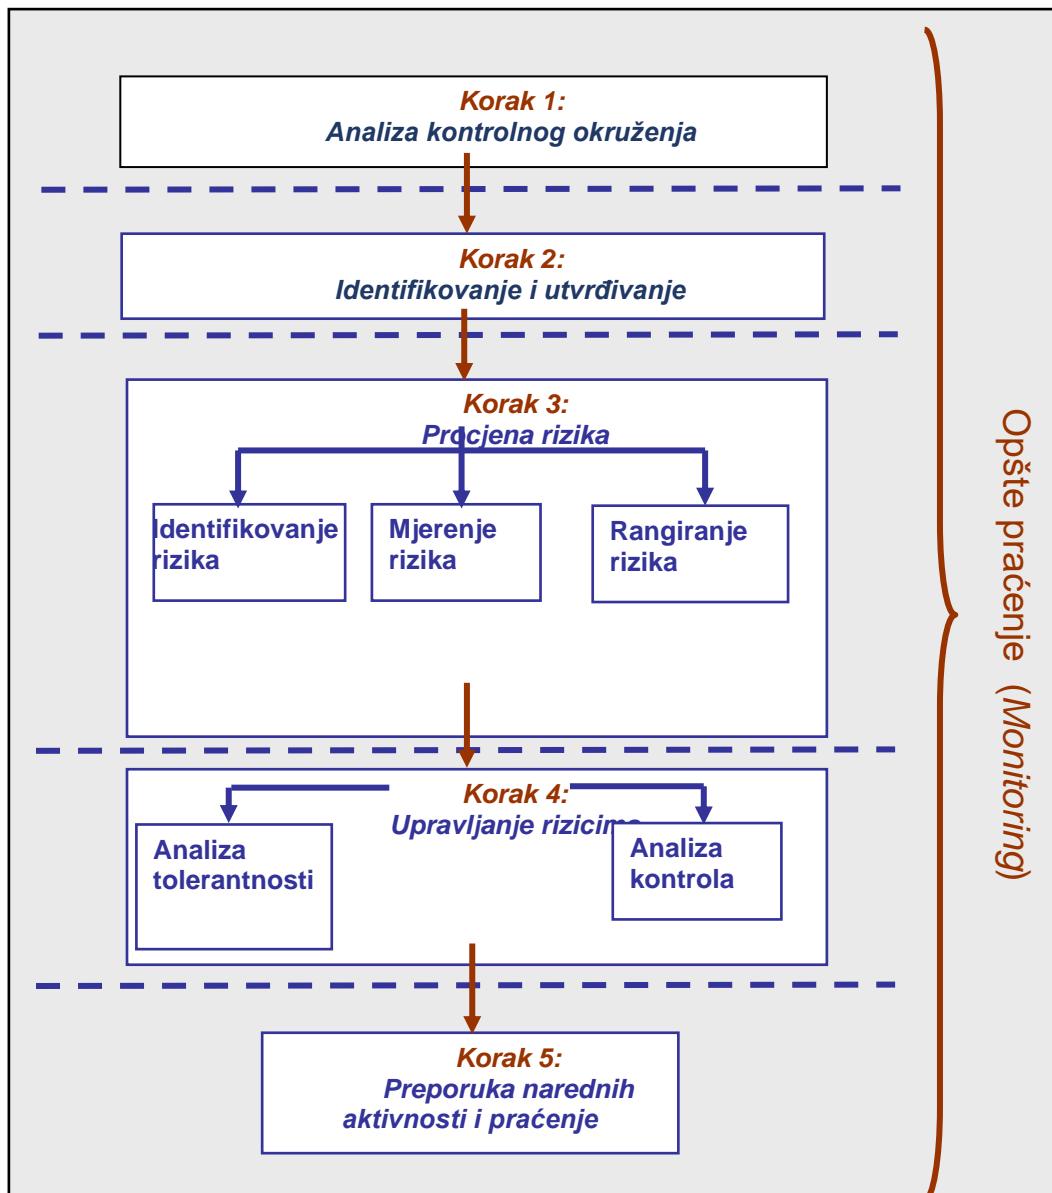 Korak 1:
Analiza kontrolnog okruženja
Korak 2:
Identifikovanje i utvrđivanje
Korak 3:
Procjena rizika
Identifikovanje
rizika
Mjerenje
rizika
Rangiranje
rizika
Korak 4:
Upravljanje rizicima
Analiza
tolerantnosti
Analiza
kontrola
Korak 5:
Preporuka narednih
aktivnosti i praćenje
Opšte praćenje (Monitoring)